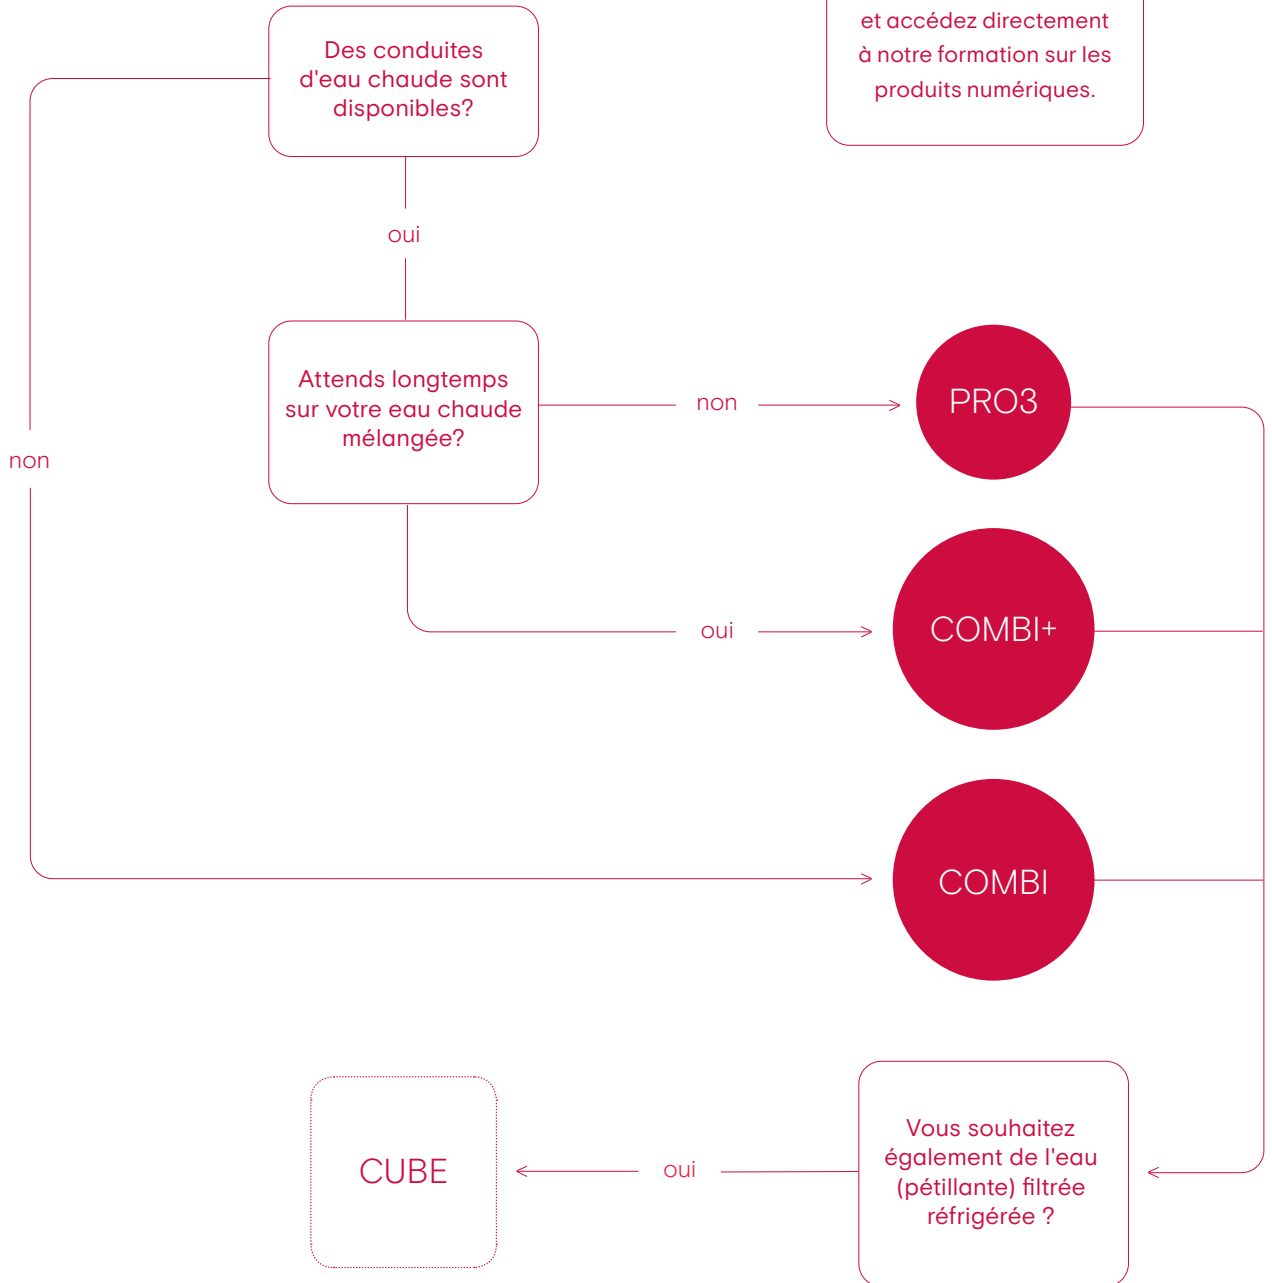 et accédez directement
à notre formation sur les
produits numériques.
Des conduites
d'eau chaude sont
disponibles?
oui
Attends longtemps
sur votre eau chaude
mélangée?
non
PRO3
non
oui
COMBI+
COMBI
Vous souhaitez
également de l'eau
(pétillante) filtrée
réfrigérée ?
oui
CUBE